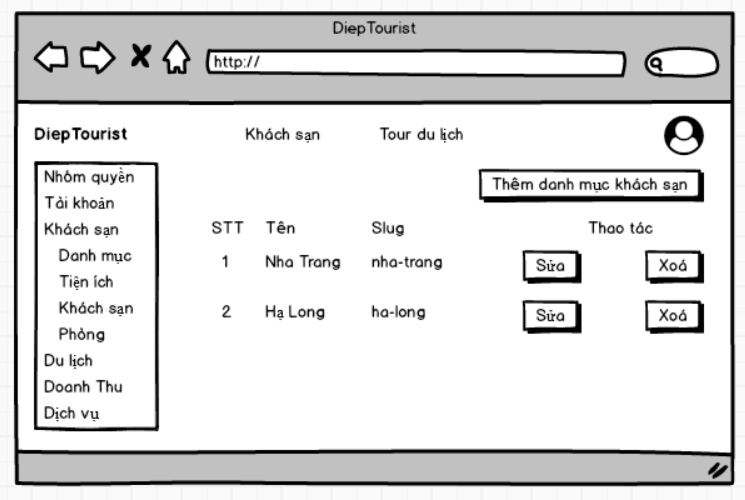 DiepTourist
http://
DiepTourist Khách sạn Tour du lịch
Thêm danh mục khách sạn
Nhóm quyền
Tài khoản
Khách sạn
Danh mục
Tiện ích
Khách sạn
Phòng
Du lịch
Doanh Thu
Dịch vụ
STT Tên Slug Thao tác
1 Nha Trang nha-trang Sửa Xoá
2 Hạ Long ha-long Sửa Xoá